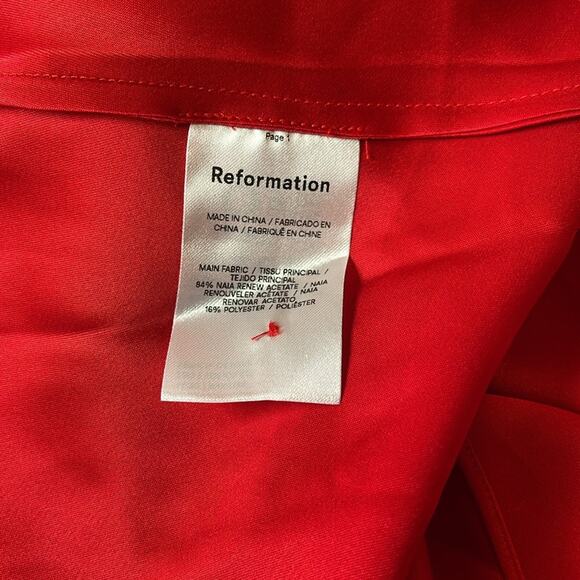 Page 1
Reformation
MADE IN CHINA / FABRICADO EN
CHINA / FABRIQUÉ EN CHINE
MAIN FABRIC / TISSU PRINCIPAL /
TEJIDO PRINCIPAL
84% NAIA RENEW ACETATE / NAIA
RENOUVELER ACÉTATE / NAIA
RENOVAR ACETATO
16% POLYESTER / POLIÉSTER